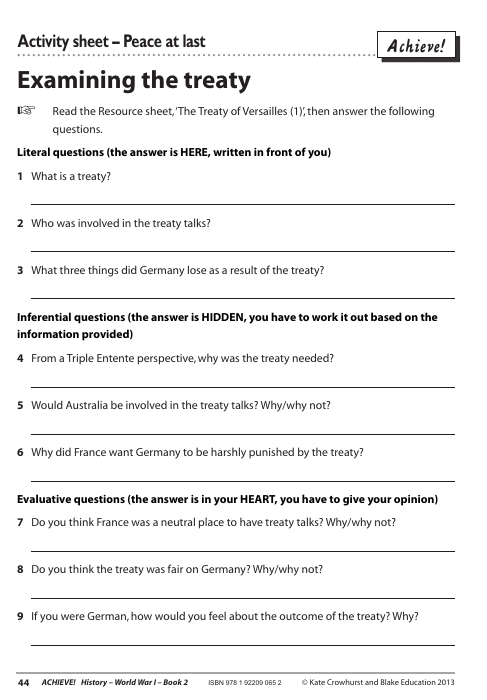 Activity sheet – Peace at last
Achieve!
Examining the treaty
Read the Resource sheet, ‘The Treaty of Versailles (1)’, then answer the following
questions.
Literal questions (the answer is HERE, written in front of you)
1 What is a treaty?
2 Who was involved in the treaty talks?
3 What three things did Germany lose as a result of the treaty?
Inferential questions (the answer is HIDDEN, you have to work it out based on the
information provided)
4 From a Triple Entente perspective, why was the treaty needed?
5 Would Australia be involved in the treaty talks? Why/why not?
6 Why did France want Germany to be harshly punished by the treaty?
Evaluative questions (the answer is in your HEART, you have to give your opinion)
7 Do you think France was a neutral place to have treaty talks? Why/why not?
8 Do you think the treaty was fair on Germany? Why/why not?
9 If you were German, how would you feel about the outcome of the treaty? Why?
44 ACHIEVE! History – World War I – Book 2 ISBN 978 1 92209 065 2 © Kate Crowhurst and Blake Education 2013